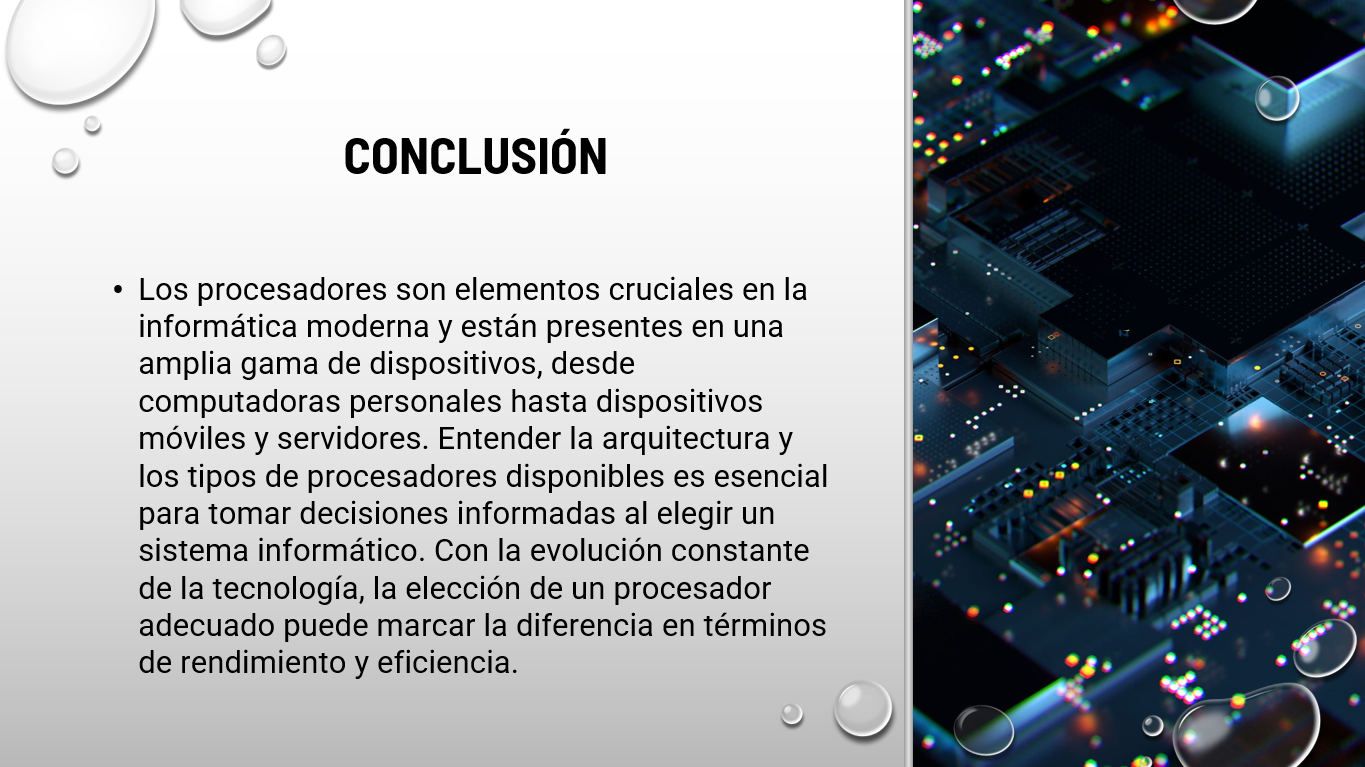 CONCLUSIÓN
• Los procesadores son elementos cruciales en la
informática moderna y están presentes en una
amplia gama de dispositivos, desde
computadoras personales hasta dispositivos
móviles y servidores. Entender la arquitectura y
los tipos de procesadores disponibles es esencial
para tomar decisiones informadas al elegir un
sistema informático. Con la evolución constante
de la tecnología, la elección de un procesador
adecuado puede marcar la diferencia en términos
de rendimiento y eficiencia.